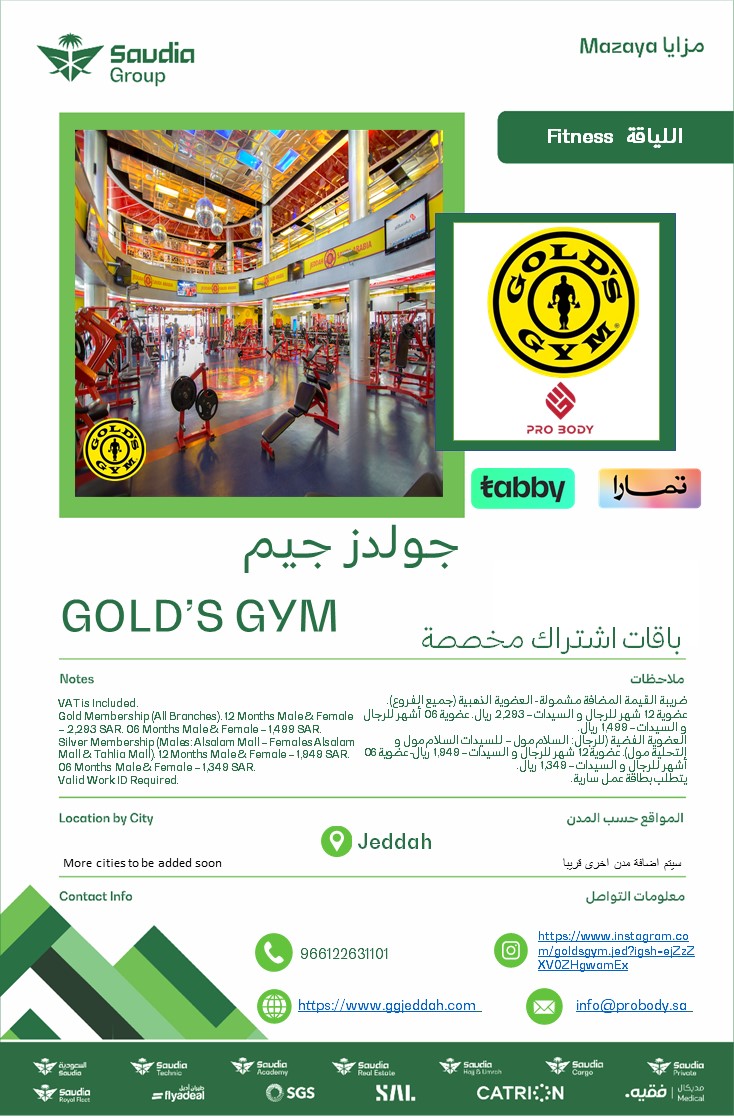 Saudia
Group
Mazaya مزايا
Fitness اللياقة
GOLD'S GYM
PRO BODY
GOLD'S GYM
tabby
تمارا
جولدز جيم
GOLD'S GYM
باقات اشتراك مخصصة
Notes
VAT is Included.
Gold Membership (All Branches). 12 Months Male & Female
– 2,293 SAR. 06 Months Male & Female – 1,499 SAR.
Silver Membership (Males: Alsalam Mall – Females Alsalam
Mall & Tahlia Mall). 12 Months Male & Female – 1,949 SAR.
06 Months Male & Female – 1,349 SAR.
Valid Work ID Required.
ملاحظات
ضريبة القيمة المضافة مشمولة- العضوية الذهبية (جميع الفروع).
عضوية 12 شهر للرجال و السيدات – 2,293 ريال. عضوية 06 أشهر للرجال
و السيدات – 1,499 ريال.
العضوية الفضية (للرجال: السلام مول – للسيدات السلام مول و
التحلية مول). عضوية 12 شهر للرجال و السيدات – 1,949 ريال- عضوية 06
أشهر للرجال و السيدات – 1,349 ريال.
يتطلب بطاقة عمل سارية.
Location by City
المواقع حسب المدن
Jeddah
More cities to be added soon
سيتم اضافة مدن اخرى قريبا
Contact Info
معلومات التواصل
966122631101
https://www.instagram.co
m/goldsgym.jed?igsh=ejZzZ
XV0ZHgwamEx
https://www.ggjeddah.com
info@probody.sa
السعودية
Saudia
Saudia
Technic
Saudia
Academy
Saudia
Real Estate
Saudia
Hajj & Umrah
Saudia
Cargo
Saudia
Private
Saudia
Royal Fleet
طيران أديل
flyadeal
SGS
SAL
CATRION
فقيه.
مديكال
Medical